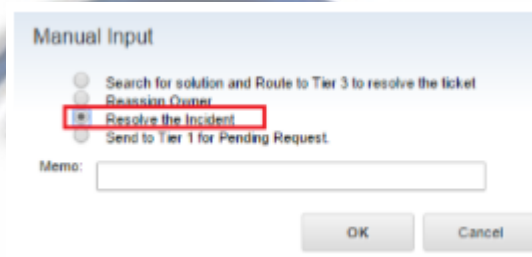 Manual Input
Search for solution and Route to Tier 3 to resolve the ticket
Reassign Owner
Resolve the Incident
Send to Tier 1 for Pending Request.
Memo:
OK Cancel